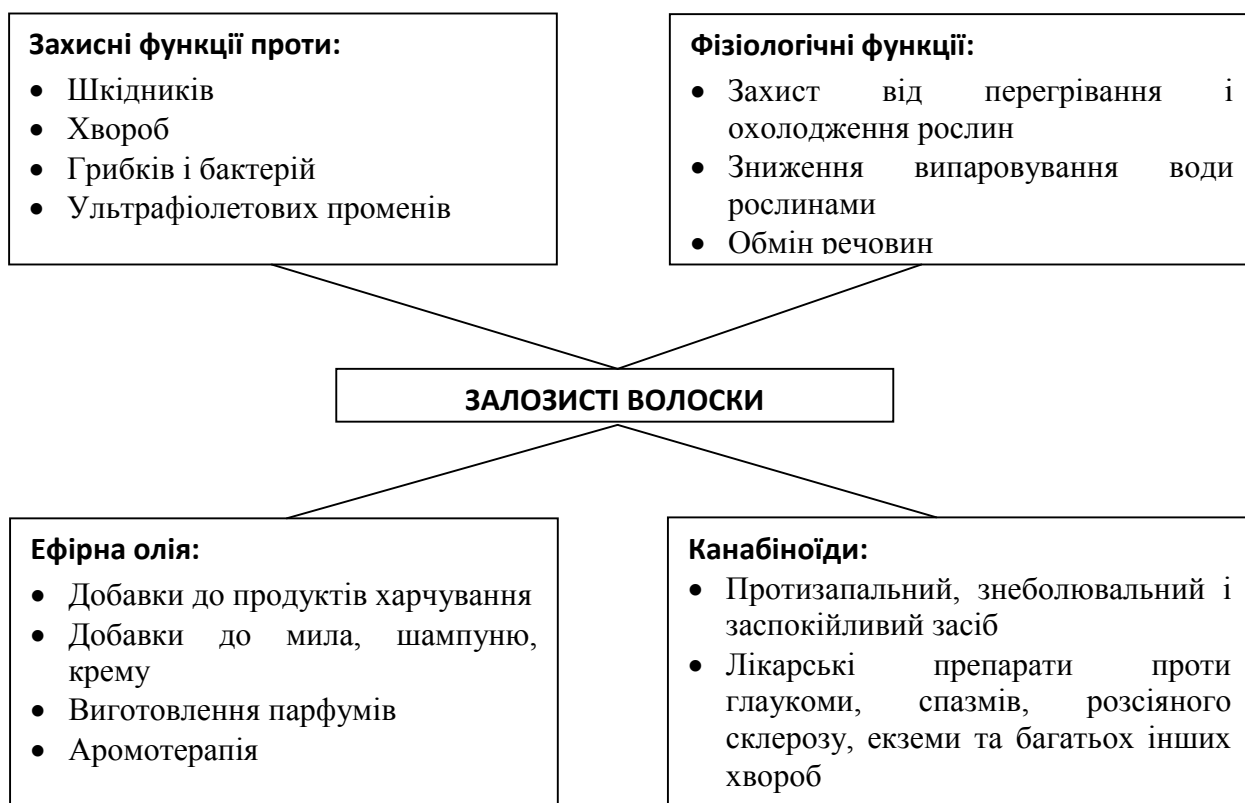 Захисні функції проти:
• Шкідників
• Хвороб
• Грибків і бактерій
• Ультрафіолетових променів
Фізіологічні функції:
• Захист від перегрівання і
охолодження рослин
• Зниження випаровування води
рослинами
• Обмін речовин
ЗАЛОЗИСТІ ВОЛОСКИ
Ефірна олія:
• Добавки до продуктів харчування
• Добавки до мила, шампуню,
крему
• Виготовлення парфумів
• Аромотерапія
Канабіноїди:
• Протизапальний, знеболювальний і
заспокійливий засіб
• Лікарські препарати проти
глаукоми, спазмів, розсіяного
склерозу, екземи та багатьох інших
хвороб